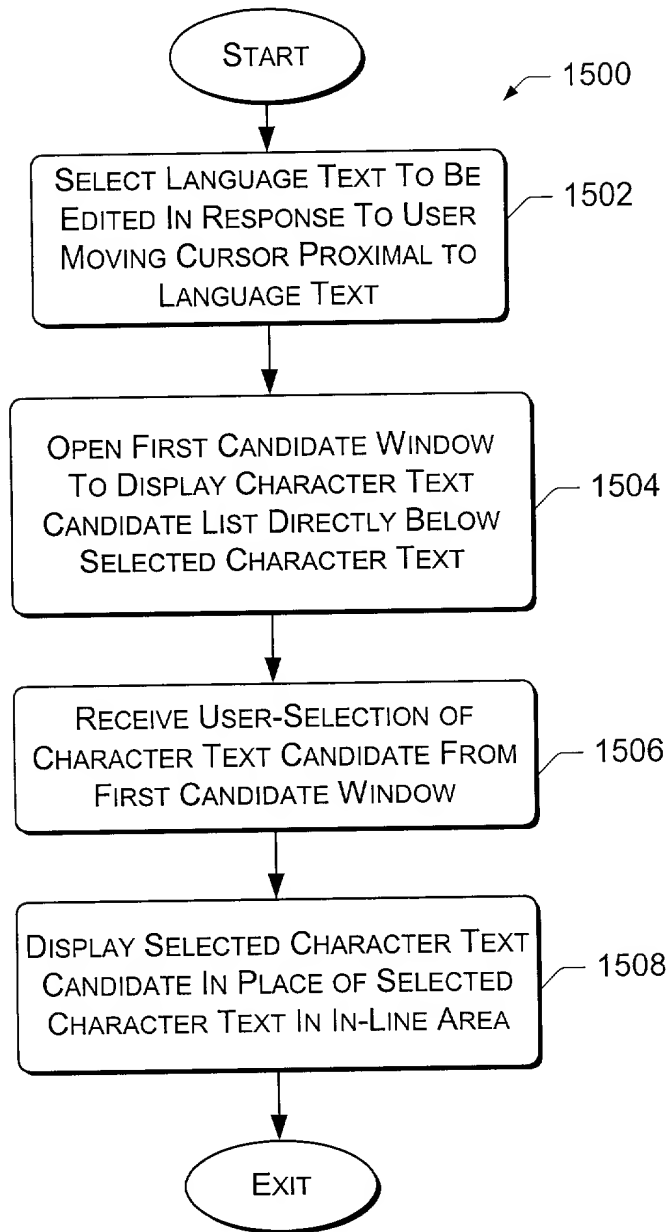 START
1500
SELECT LANGUAGE TEXT TO BE
EDITED IN RESPONSE TO USER
MOVING CURSOR PROXIMAL TO
LANGUAGE TEXT
1502
OPEN FIRST CANDIDATE WINDOW
TO DISPLAY CHARACTER TEXT
CANDIDATE LIST DIRECTLY BELOW
SELECTED CHARACTER TEXT
1504
RECEIVE USER-SELECTION OF
CHARACTER TEXT CANDIDATE FROM
FIRST CANDIDATE WINDOW
1506
DISPLAY SELECTED CHARACTER TEXT
CANDIDATE IN PLACE OF SELECTED
CHARACTER TEXT IN IN-LINE AREA
1508
EXIT